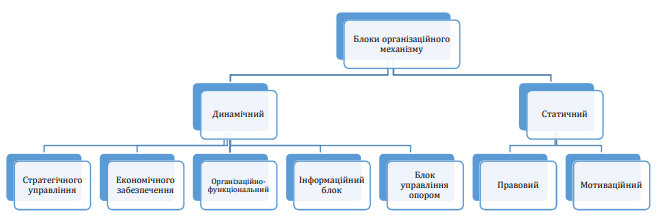 Блоки організаційного
механізму
Динамічний
Статичний
Стратегічного
управління
Економічного
забезпечення
Організаційно-
функціональний
Інформаційний
блок
Блок
управління
опором
Правовий
Мотиваційний